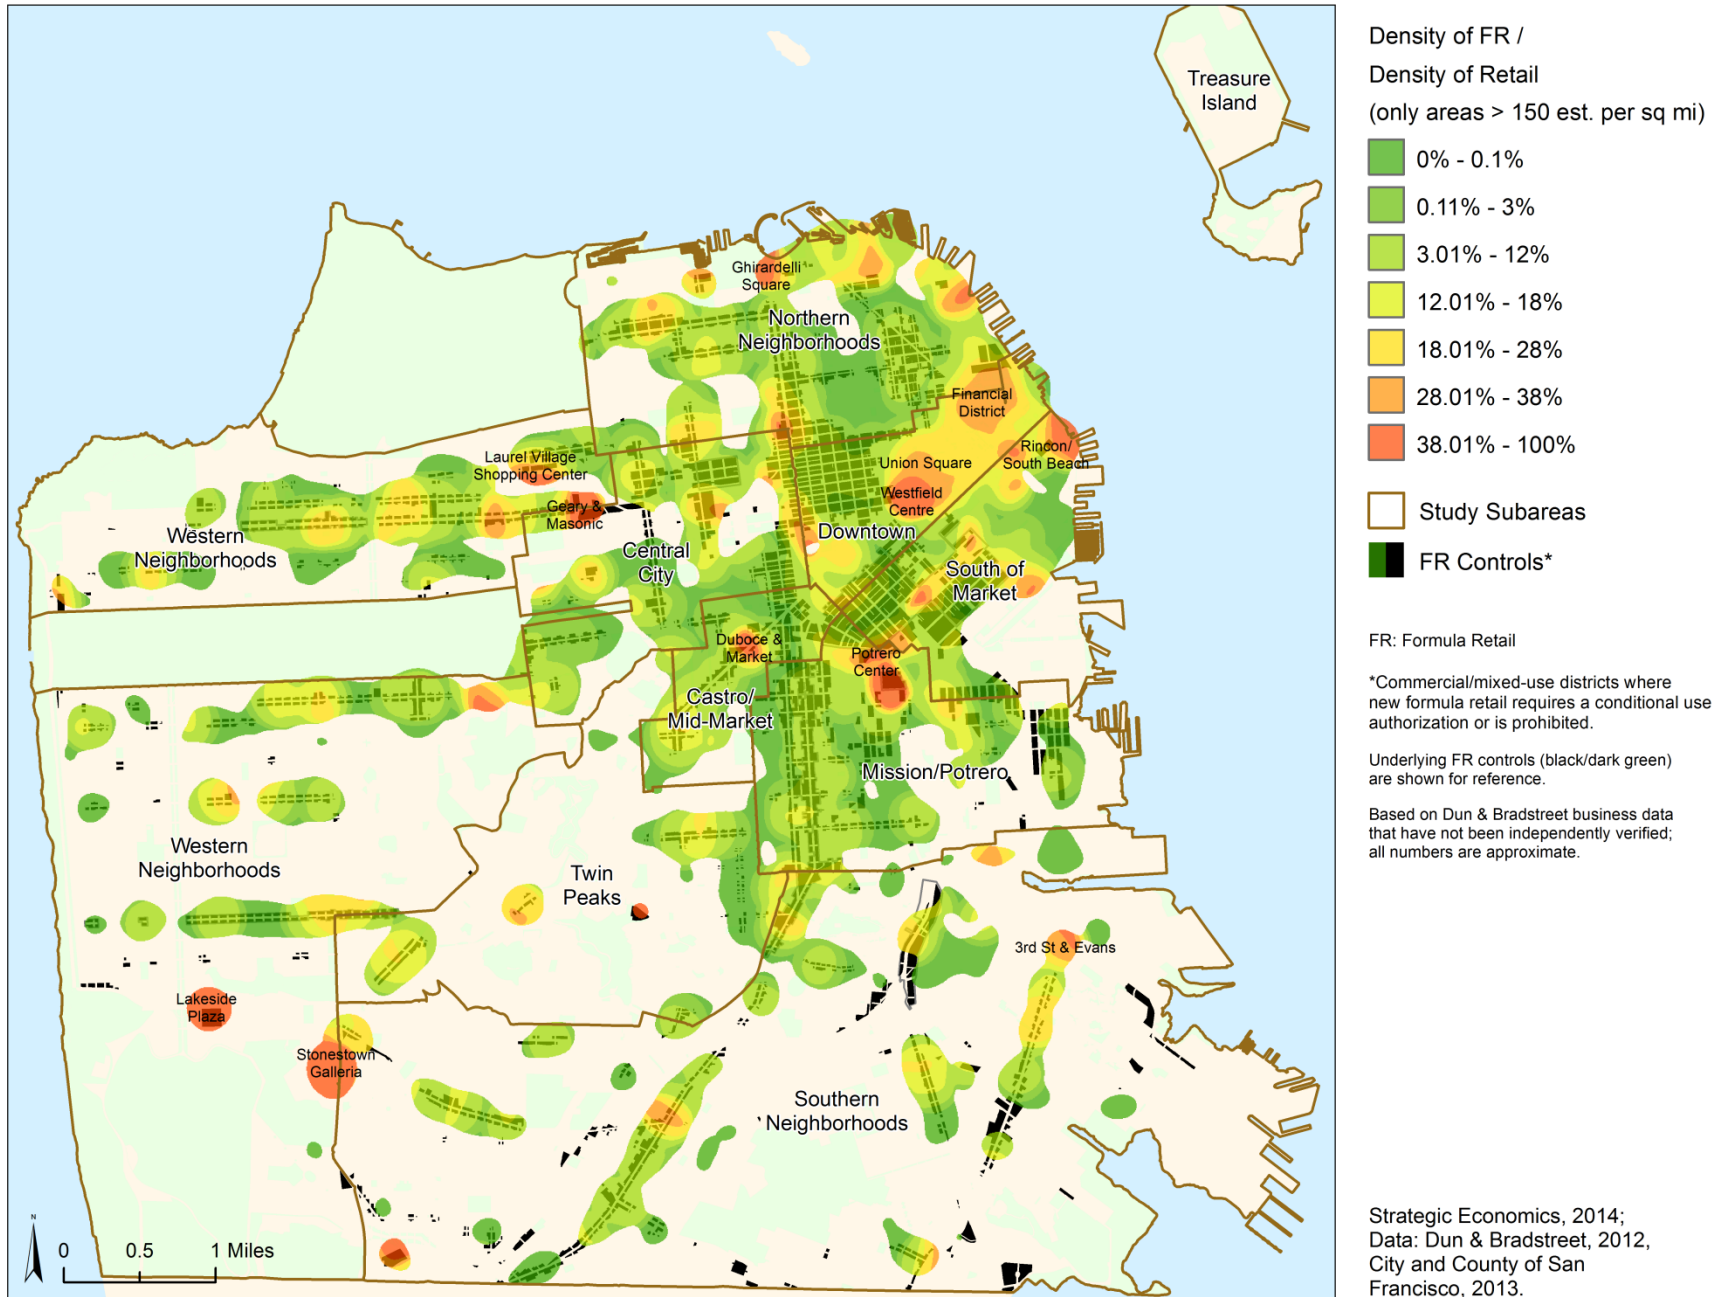 Treasure
Island
Ghirardelli
Square
Northern
Neighborhoods
Financial
District
Rincon/
South Beach
Union Square
Westfield
Centre
Downtown
Laurel Village
Shopping Center
Geary &
Masonic
Western
Neighborhoods
Central
City
South of
Market
Duboce &
Market
Potrero
Center
Castro/
Mid-Market
Mission/Potrero
Western
Neighborhoods
Twin
Peaks
3rd St & Evans
Lakeside
Plaza
Stonestown
Galleria
Southern
Neighborhoods
N
0 0.5 1 Miles
Density of FR /
Density of Retail
(only areas > 150 est. per sq mi)
0% - 0.1%
0.11% - 3%
3.01% - 12%
12.01% - 18%
18.01% - 28%
28.01% - 38%
38.01% - 100%
Study Subareas
FR Controls*
FR: Formula Retail
*Commercial/mixed-use districts where
new formula retail requires a conditional use
authorization or is prohibited.
Underlying FR controls (black/dark green)
are shown for reference.
Based on Dun & Bradstreet business data
that have not been independently verified;
all numbers are approximate.
Strategic Economics, 2014;
Data: Dun & Bradstreet, 2012,
City and County of San
Francisco, 2013.